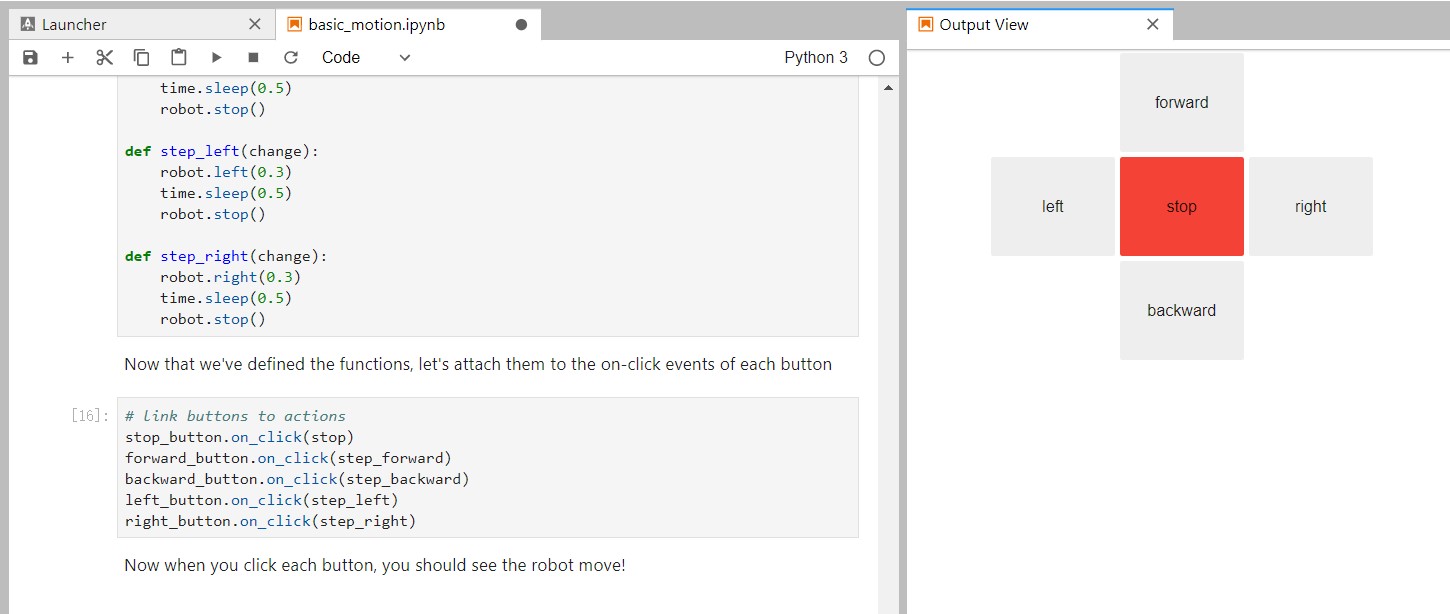 Launcher
basic_motion.ipynb
Code
Python 3
    time.sleep(0.5)
    robot.stop()
def step_left(change):
    robot.left(0.3)
    time.sleep(0.5)
    robot.stop()
def step_right(change):
    robot.right(0.3)
    time.sleep(0.5)
    robot.stop()
Now that we've defined the functions, let's attach them to the on-click events of each button
[16]:
# link buttons to actions
stop_button.on_click(stop)
forward_button.on_click(step_forward)
backward_button.on_click(step_backward)
left_button.on_click(step_left)
right_button.on_click(step_right)
Now when you click each button, you should see the robot move!
Output View
forward
left
stop
right
backward